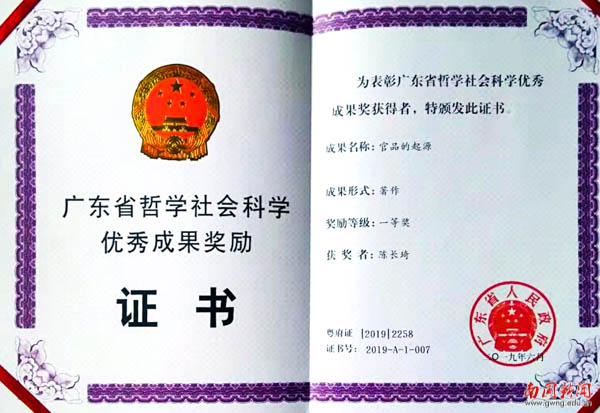 广东省哲学社会科学
优秀成果奖励
证书
为表彰广东省哲学社会科学优秀
成果奖获得者，特颁发此证书。
成果名称：官品的起源
成果形式：著作
奖励等级：一等奖
获奖者：陈长琦
粤府证 [2019]2258
证书号： 2019-A-1-007
广东省人民政府
二〇一九年六月
南网新闻
www.gwng.edu.cn